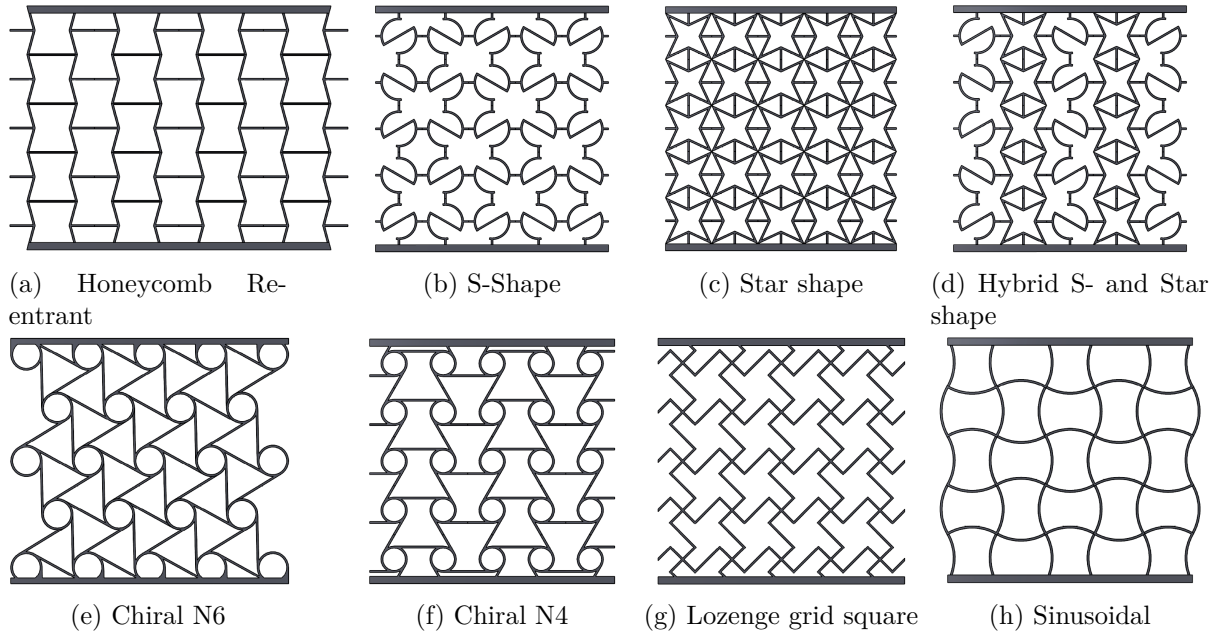 (a) Honeycomb Re-
entrant
(b) S-Shape
(c) Star shape
(d) Hybrid S- and Star
shape
(e) Chiral N6
(f) Chiral N4
(g) Lozenge grid square
(h) Sinusoidal